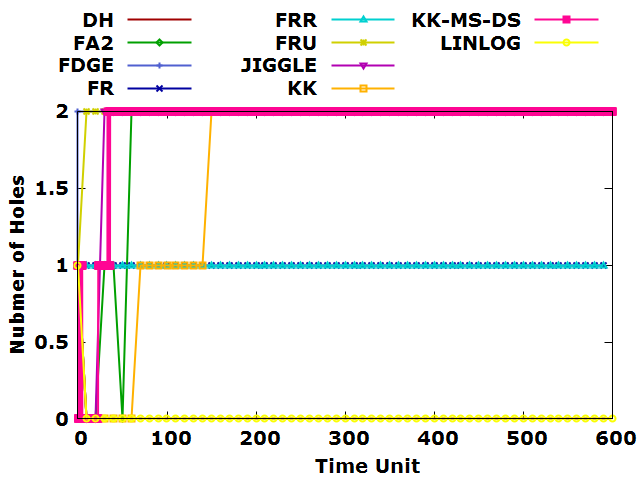 DH FRR KK-MS-DS
FA2 FRU LINLOG
FDGE JIGGLE
FR KK
2
1.5
1
0.5
0
0 100 200 300 400 500 600
Nubmer of Holes
Time Unit